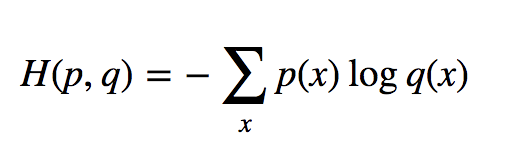 H(p, q) = − ∑ p(x) log q(x)
x